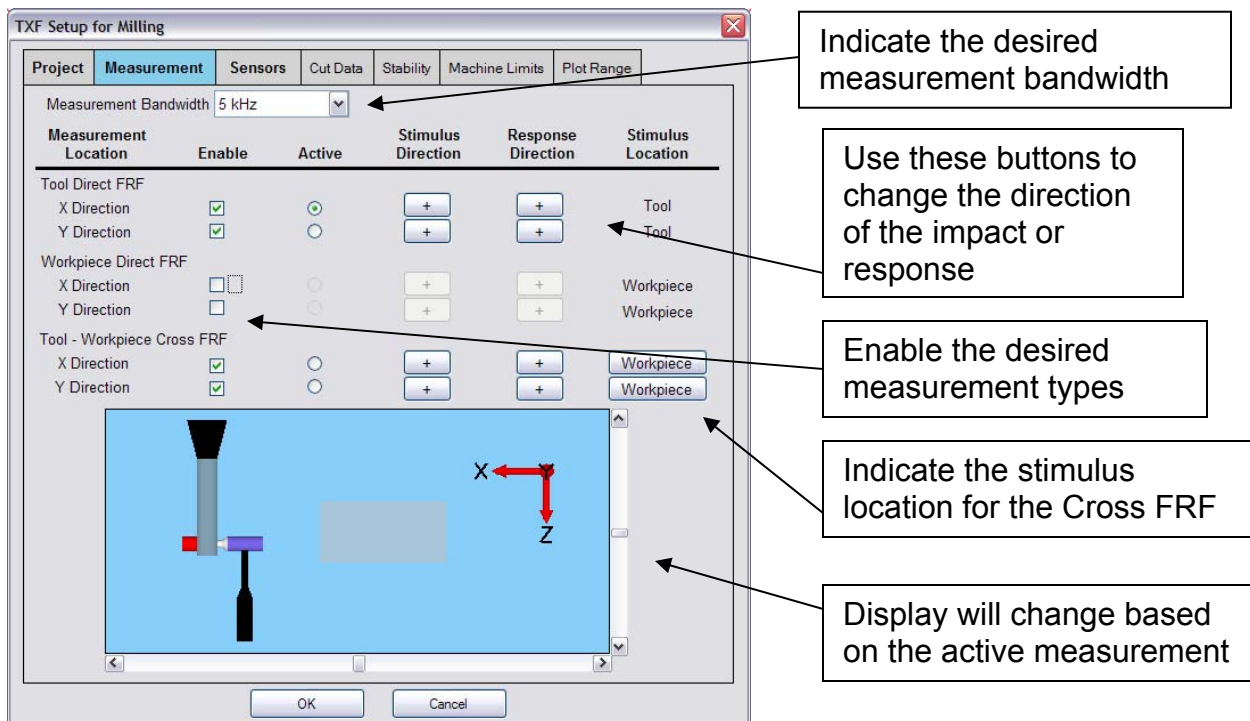 TXF Setup for Milling
Project Measurement Sensors Cut Data Stability Machine Limits Plot Range
Measurement Bandwidth 5 kHz
Measurement Location Enable Active Stimulus Direction Response Direction Stimulus Location
Tool Direct FRF
X Direction + + Tool
Y Direction + + Tool
Workpiece Direct FRF
X Direction + + Workpiece
Y Direction + + Workpiece
Tool - Workpiece Cross FRF
X Direction + + Workpiece
Y Direction + + Workpiece
X Y
Z
OK Cancel
Indicate the desired
measurement bandwidth
Use these buttons to
change the direction
of the impact or
response
Enable the desired
measurement types
Indicate the stimulus
location for the Cross FRF
Display will change based
on the active measurement